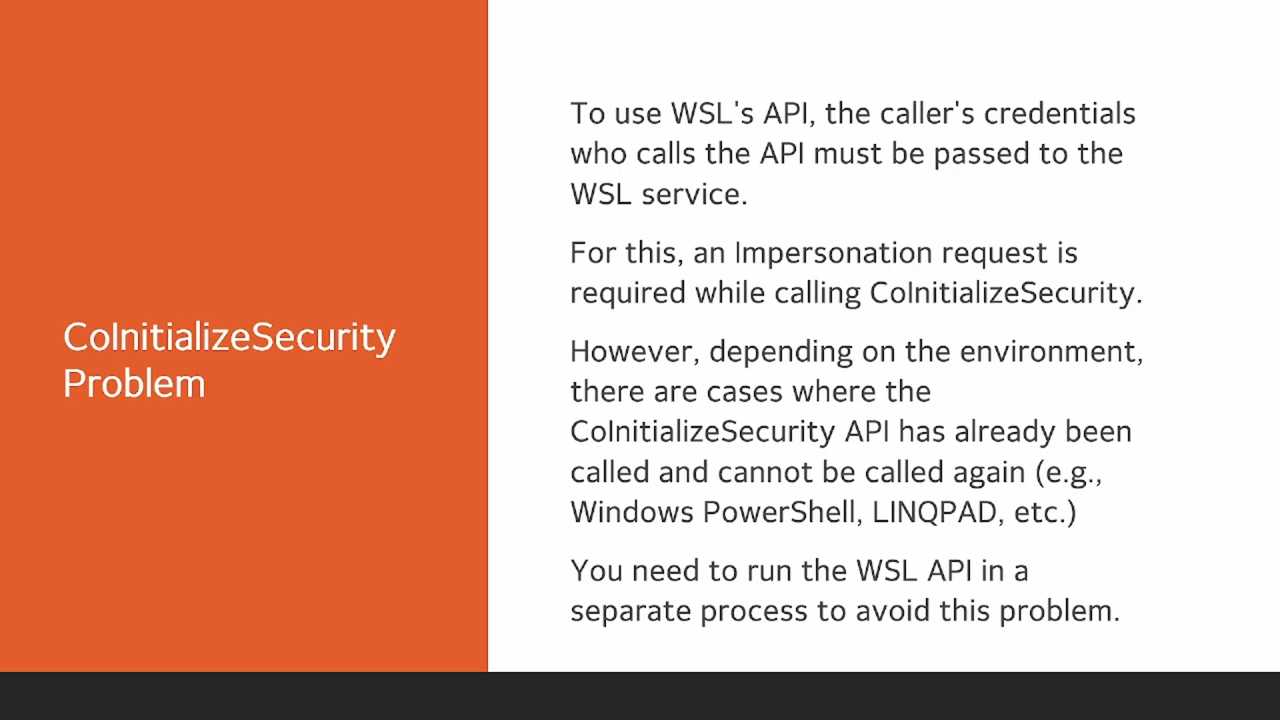 CoInitializeSecurity
Problem
To use WSL's API, the caller's credentials
who calls the API must be passed to the
WSL service.
For this, an Impersonation request is
required while calling CoInitializeSecurity.
However, depending on the environment,
there are cases where the
CoInitializeSecurity API has already been
called and cannot be called again (e.g.,
Windows PowerShell, LINQPAD, etc.)
You need to run the WSL API in a
separate process to avoid this problem.